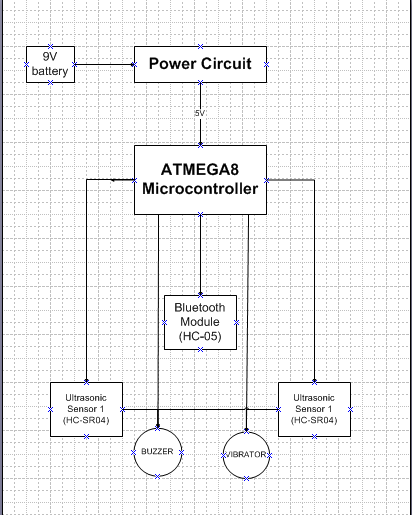 9V
battery
Power Circuit
5V
ATMEGA8
Microcontroller
Bluetooth
Module
(HC-05)
Ultrasonic
Sensor 1
(HC-SR04)
Ultrasonic
Sensor 1
(HC-SR04)
BUZZER
VIBRATOR